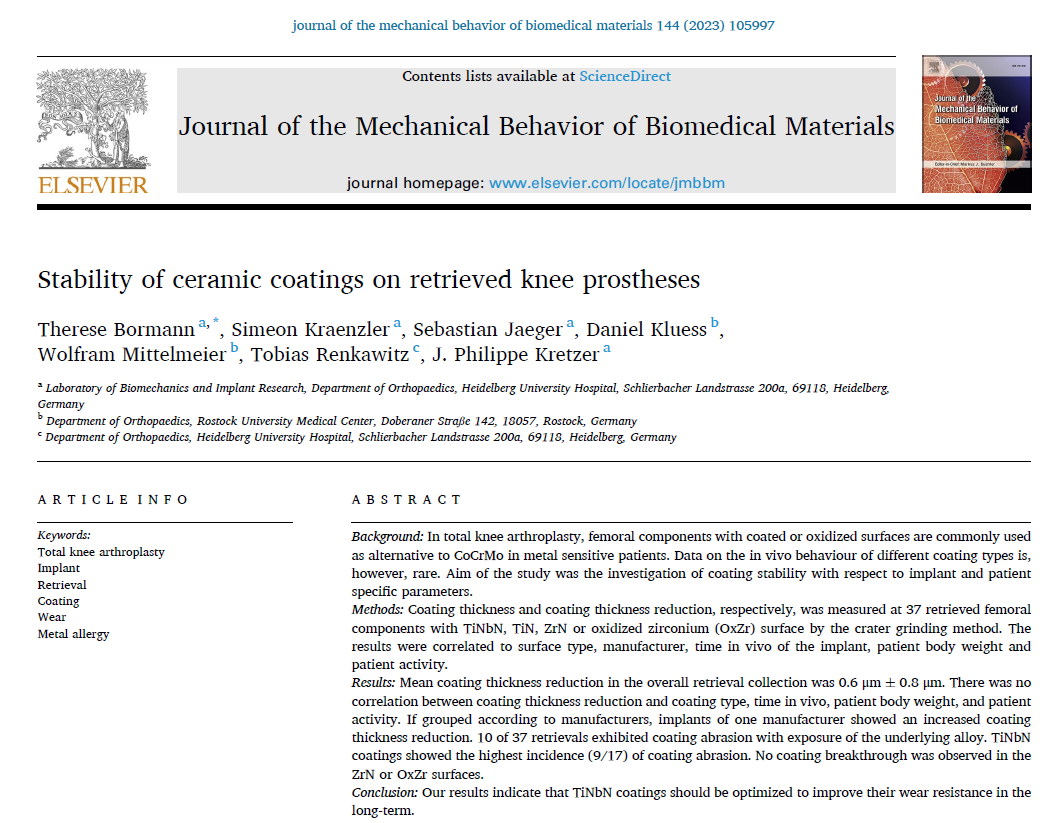 journal of the mechanical behavior of biomedical materials 144 (2023) 105997
Contents lists available at ScienceDirect
Journal of the Mechanical Behavior of Biomedical Materials
journal homepage: www.elsevier.com/locate/jmbbm
ELSEVIER
Journal of the
Mechanical Behavior of
Biomedical Materials
Stability of ceramic coatings on retrieved knee prostheses
Therese Bormann a,*, Simeon Kraenzler a, Sebastian Jaeger a, Daniel Kluess b,
Wolfram Mittelmeier b, Tobias Renkawitz c, J. Philippe Kretzer a
a Laboratory of Biomechanics and Implant Research, Department of Orthopaedics, Heidelberg University Hospital, Schlierbacher Landstrasse 200a, 69118, Heidelberg,
Germany
b Department of Orthopaedics, Rostock University Medical Center, Doberaner Straße 142, 18057, Rostock, Germany
c Department of Orthopaedics, Heidelberg University Hospital, Schlierbacher Landstrasse 200a, 69118, Heidelberg, Germany
ARTICLE INFO
Keywords:
Total knee arthroplasty
Implant
Retrieval
Coating
Wear
Metal allergy
ABSTRACT
Background: In total knee arthroplasty, femoral components with coated or oxidized surfaces are commonly used
as alternative to CoCrMo in metal sensitive patients. Data on the in vivo behaviour of different coating types is,
however, rare. Aim of the study was the investigation of coating stability with respect to implant and patient
specific parameters.
Methods: Coating thickness and coating thickness reduction, respectively, was measured at 37 retrieved femoral
components with TiNbN, TiN, ZrN or oxidized zirconium (OxZr) surface by the crater grinding method. The
results were correlated to surface type, manufacturer, time in vivo of the implant, patient body weight and
patient activity.
Results: Mean coating thickness reduction in the overall retrieval collection was 0.6 μm ± 0.8 μm. There was no
correlation between coating thickness reduction and coating type, time in vivo, patient body weight, and patient
activity. If grouped according to manufacturers, implants of one manufacturer showed an increased coating
thickness reduction. 10 of 37 retrievals exhibited coating abrasion with exposure of the underlying alloy. TiNbN
coatings showed the highest incidence (9/17) of coating abrasion. No coating breakthrough was observed in the
ZrN or OxZr surfaces.
Conclusion: Our results indicate that TiNbN coatings should be optimized to improve their wear resistance in the
long-term.